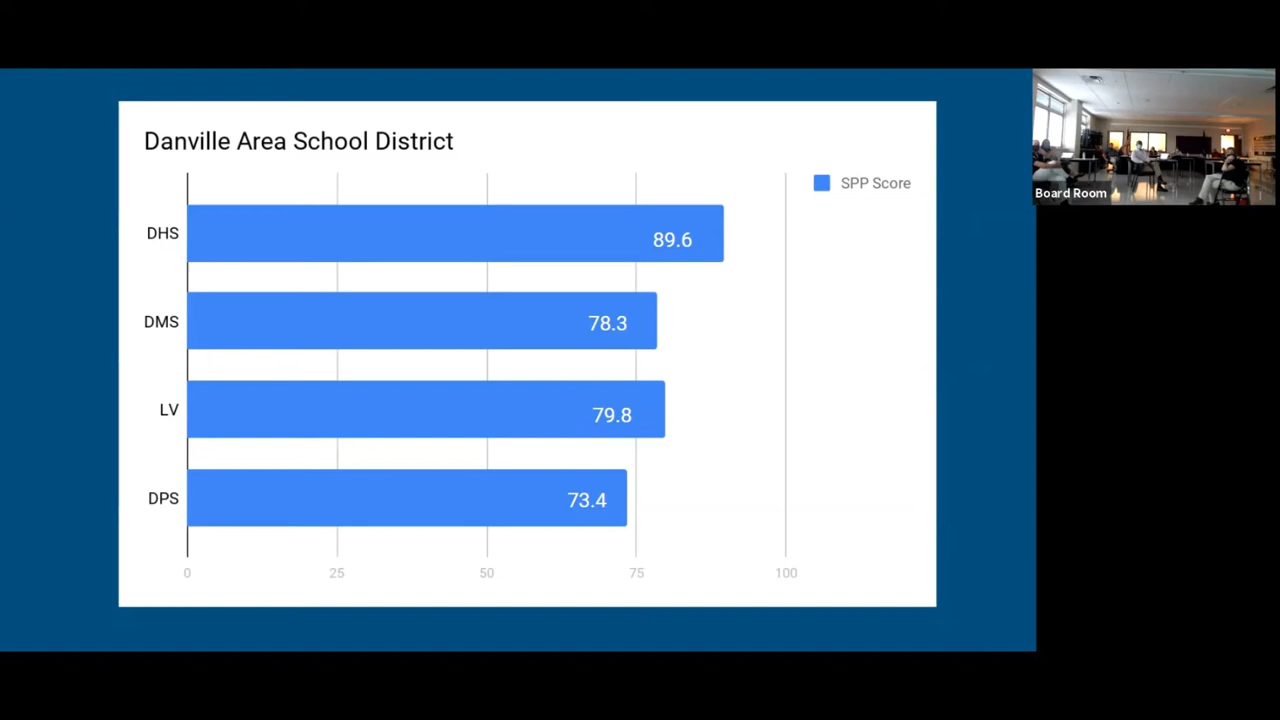 Danville Area School District
SPP Score
DHS
89.6
DMS
78.3
LV
79.8
DPS
73.4
0 25 50 75 100
Board Room